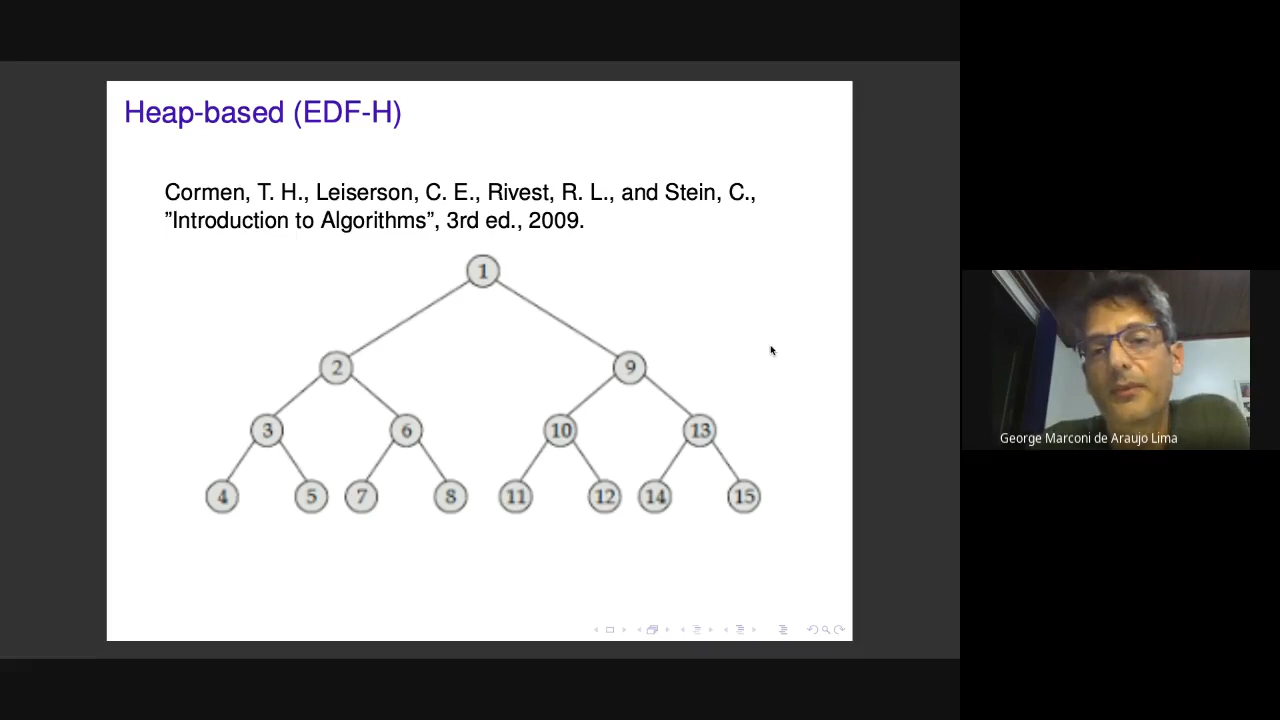 Heap-based (EDF-H)
Cormen, T. H., Leiserson, C. E., Rivest, R. L., and Stein, C.,
”Introduction to Algorithms”, 3rd ed., 2009.
1
2 9
3 6 10 13
4 5 7 8 11 12 14 15
George Marconi de Araujo Lima